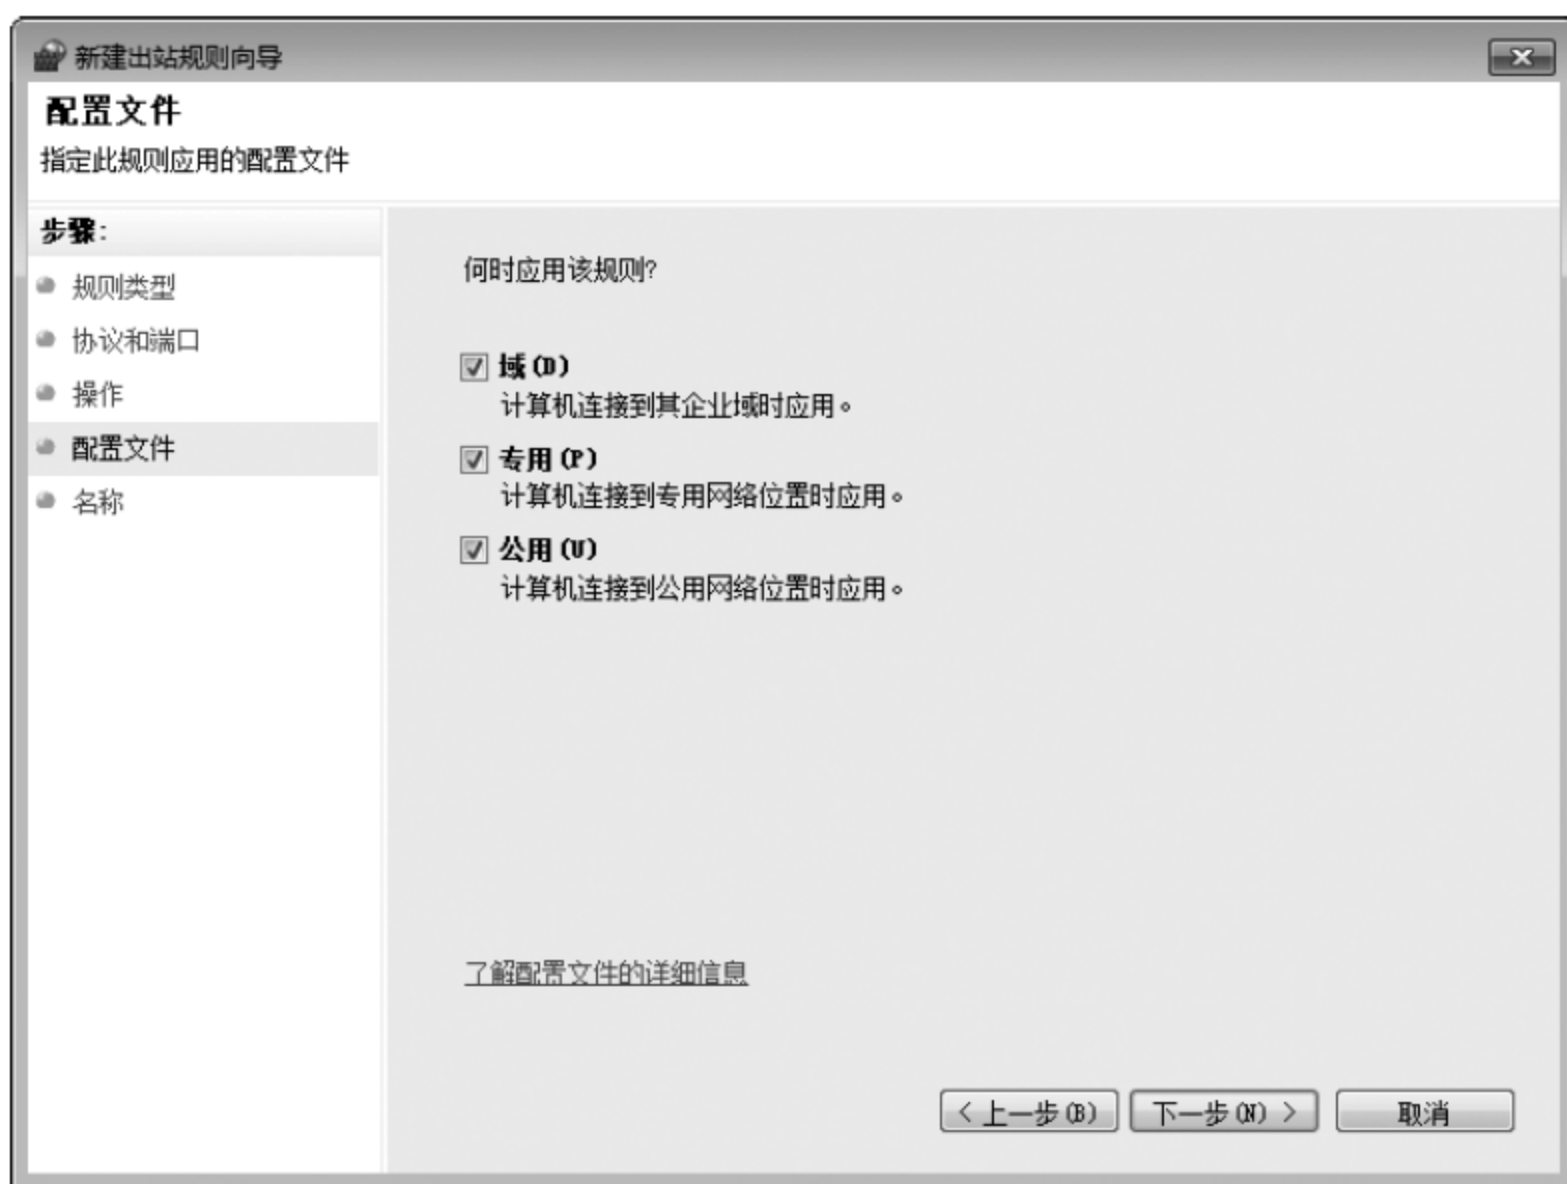 新建出站规则向导
配置文件
指定此规则应用的配置文件
步骤:
规则类型
协议和端口
操作
配置文件
名称
何时应用该规则?
域(D)
计算机连接到其企业域时应用。
专用(P)
计算机连接到专用网络位置时应用。
公用(U)
计算机连接到公用网络位置时应用。
了解配置文件的详细信息
< 上一步(B)
下一步(N) >
取消